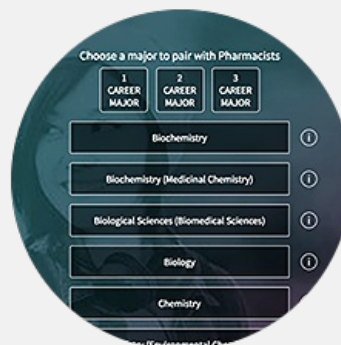 Choose a major to pair with Pharmacists
1 2 3
CAREER CAREER CAREER
MAJOR MAJOR MAJOR
Biochemistry i
Biochemistry (Medicinal Chemistry) i
Biological Sciences (Biomedical Sciences) i
Biology i
Chemistry